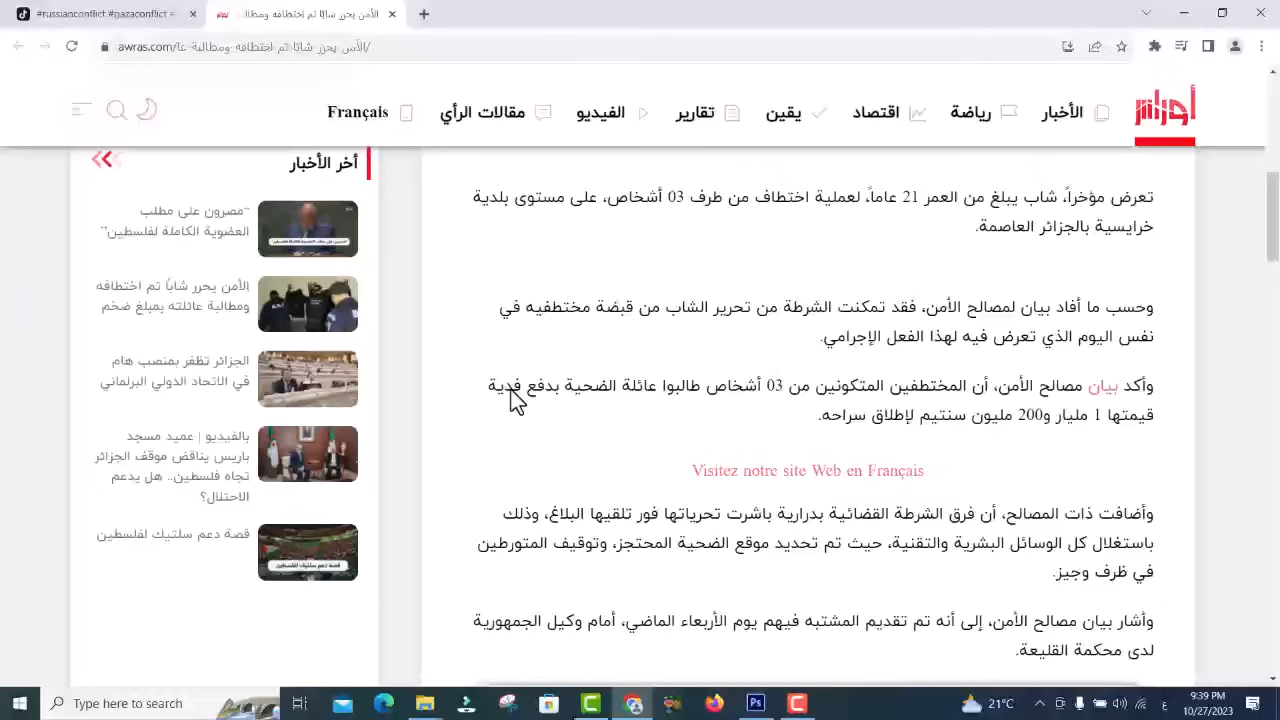 الأمن يحرر شابًا تم اختطافه ومطالبة العمر
awras.com/الأمن-يحرر-شابا-تم-اختطافه-ومطالبة-عا/
أوراس
الأخبار
رياضة
اقتصاد
يقين
تقارير
الفيديو
مقالات الرأي
Français
تعرض مؤخراً، شاب يبلغ من العمر 21 عاماً، لعملية اختطاف من طرف 03 أشخاص، على مستوى بلدية
خرايسية بالجزائر العاصمة.
وحسب ما أفاد بيان لمصالح الأمن، فقد تمكنت الشرطة من تحرير الشاب من قبضة مختطفيه في
نفس اليوم الذي تعرض فيه لهذا الفعل الإجرامي.
وأكد بيان مصالح الأمن، أن المختطفين المتكونين من 03 أشخاص طالبوا عائلة الضحية بدفع فدية
قيمتها 1 مليار و200 مليون سنتيم لإطلاق سراحه.
Visitez notre site Web en Français
وأضافت ذات المصالح، أن فرق الشرطة القضائية بدرارية باشرت تحرياتها فور تلقيها البلاغ، وذلك
باستغلال كل الوسائل البشرية والتقنية، حيث تم تحديد موقع الضحية المحتجز، وتوقيف المتورطين
في ظرف وجيز.
وأشار بيان مصالح الأمن، إلى أنه تم تقديم المشتبه فيهم يوم الأربعاء الماضي، أمام وكيل الجمهورية
لدى محكمة القليعة.
أخر الأخبار
“مصرون على مطلب
العضوية الكاملة لفلسطين”
الأمن يحرر شاباً تم اختطافه
ومطالبة عائلته بمبلغ ضخم
الجزائر تظفر بمنصب هام
في الاتحاد الدولي البرلماني
بالفيديو | عميد مسجد
باريس يناقض موقف الجزائر
تجاه فلسطين.. هل يدعم
الاحتلال؟
قصة دعم سلتيك لفلسطين
قصة دعم سلتيك لفلسطين
Type here to search
21°C
9:39 PM
10/27/2023